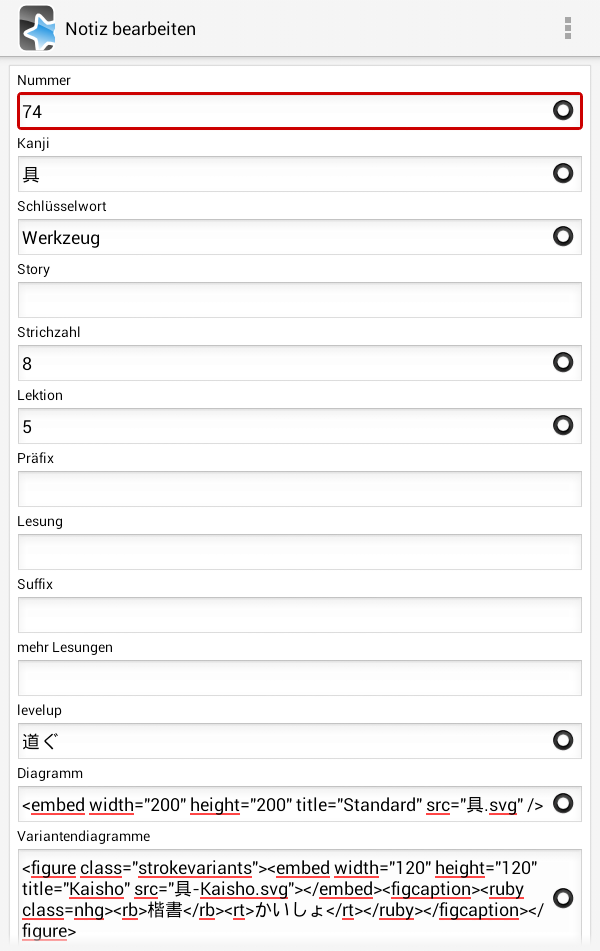 Notiz bearbeiten
Nummer
74
Kanji
具
Schlüsselwort
Werkzeug
Story
Strichzahl
8
Lektion
5
Präfix
Lesung
Suffix
mehr Lesungen
levelup
道ぐ
Diagramm
<embed width="200" height="200" title="Standard" src="具.svg" />
Variantendiagramme
<figure class="strokevariants"><embed width="120" height="120"
title="Kaisho" src="具-Kaisho.svg"></embed><figcaption><ruby
class=nhg><rb>楷書</rb><rt>かいしょ</rt></ruby></figcaption></
figure>